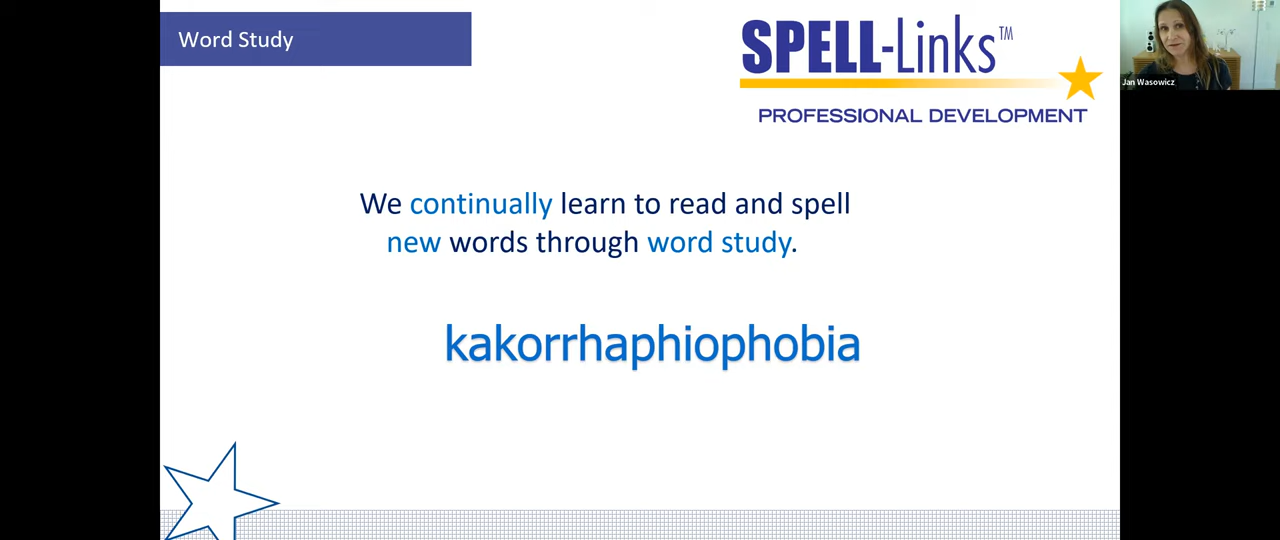 Word Study
SPELL-Links™
PROFESSIONAL DEVELOPMENT
Jan Wasowicz
We continually learn to read and spell
new words through word study.
kakorrhaphiophobia